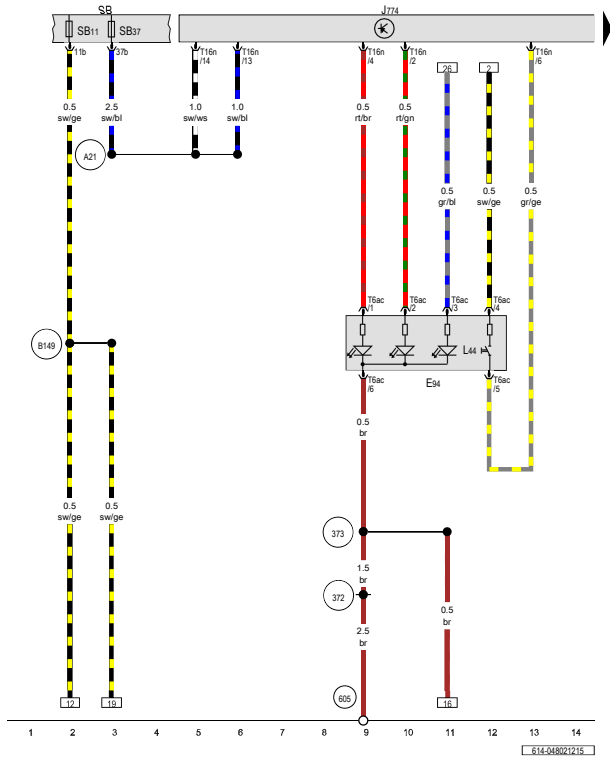 SB
J774
SB11
SB37
11b
37b
T16n
/14
T16n
/13
T16n
/4
T16n
/2
T16n
/6
26
2
0.5
sw/ge
2.5
sw/bl
1.0
sw/ws
1.0
sw/bl
0.5
rt/br
0.5
rt/gn
A21
0.5
gr/bl
0.5
sw/ge
0.5
gr/ge
T6ac
/1
T6ac
/2
T6ac
/3
T6ac
/4
B149
L44
T6ac
/6
E94
T6ac
/5
0.5
br
0.5
sw/ge
0.5
sw/ge
373
1.5
br
372
0.5
br
2.5
br
605
12
19
16
1 2 3 4 5 6 7 8 9 10 11 12 13 14
614-048021215